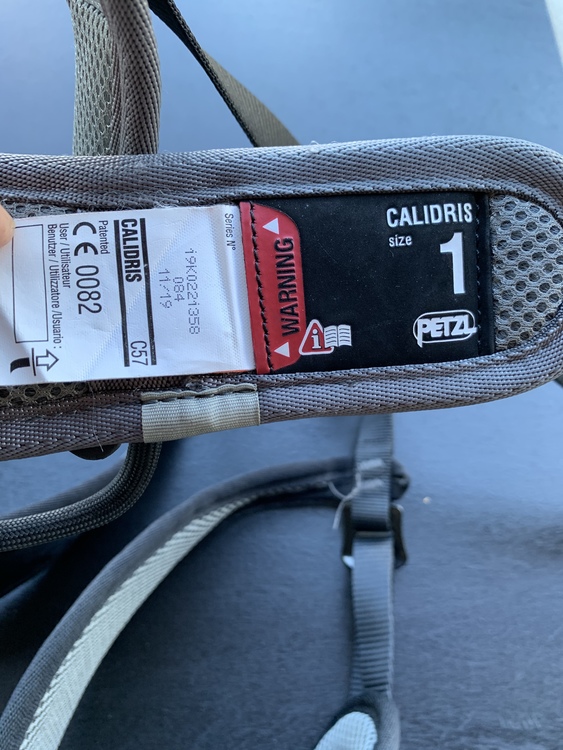 CALIDRIS
size
1
PETZL
WARNING
i
Series N°
19K0221358
084
11/19
CALIDRIS C57
Patented
CE 0082
User / Utilisateur
Benutzer / Utilizzatore /Usuario :